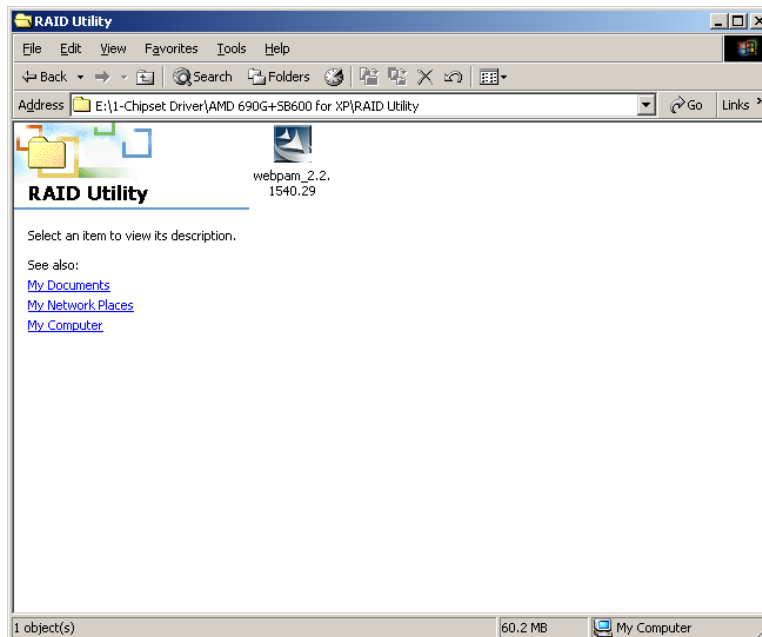 RAID Utility
File Edit View Favorites Tools Help
Back Search Folders
Address E:\1-Chipset Driver\AMD 690G+SB600 for XP\RAID Utility Go Links »
webpam_2.2.
1540.29
RAID Utility
Select an item to view its description.
See also:
My Documents
My Network Places
My Computer
1 object(s) 60.2 MB My Computer